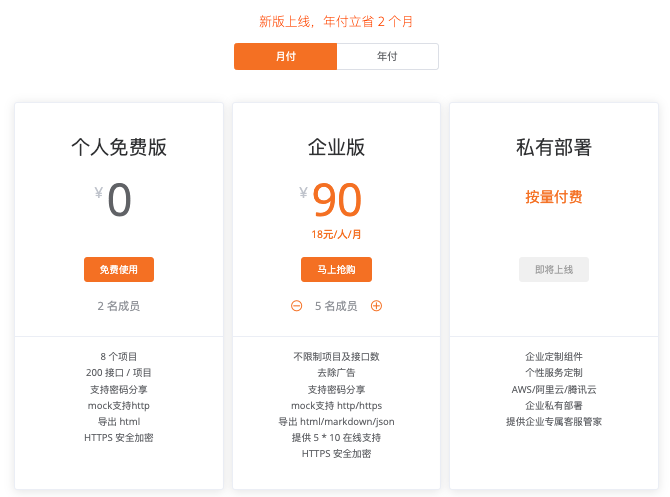 新版上线，年付立省 2 个月
月付
年付
个人免费版
¥ 0
免费使用
2 名成员
8 个项目
200 接口 / 项目
支持密码分享
mock支持http
导出 html
HTTPS 安全加密
企业版
¥ 90
18元/人/月
马上抢购
5 名成员
不限制项目及接口数
去除广告
支持密码分享
mock支持 http/https
导出 html/markdown/json
提供 5 * 10 在线支持
HTTPS 安全加密
私有部署
按量付费
即将上线
企业定制组件
个性服务定制
AWS/阿里云/腾讯云
企业私有部署
提供企业专属客服管家